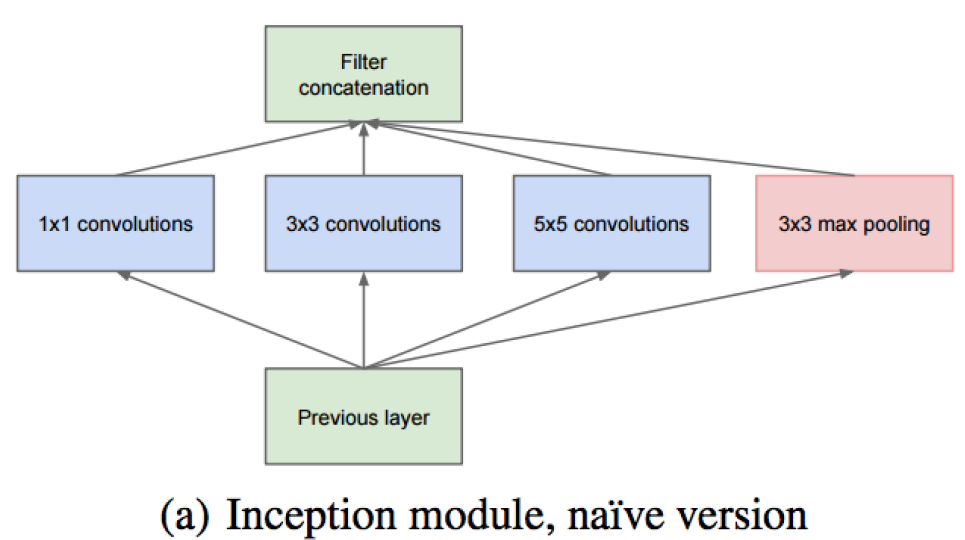 Filter
concatenation
1x1 convolutions
3x3 convolutions
5x5 convolutions
3x3 max pooling
Previous layer
(a) Inception module, naïve version